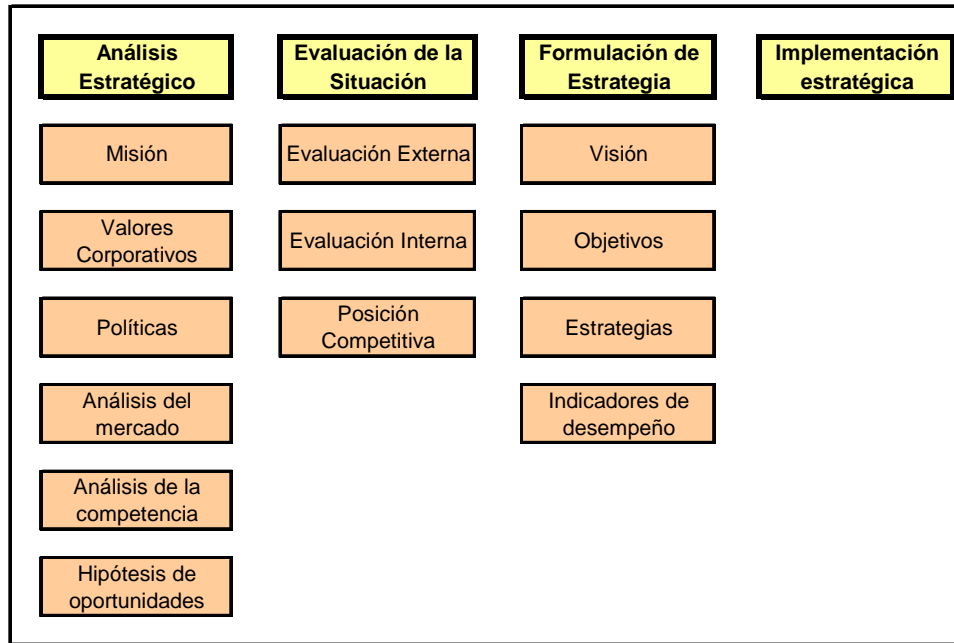 Análisis
Estratégico
Evaluación de la
Situación
Formulación de
Estrategia
Implementación
estratégica
Misión
Evaluación Externa
Visión
Valores
Corporativos
Evaluación Interna
Objetivos
Políticas
Posición
Competitiva
Estrategias
Análisis del
mercado
Indicadores de
desempeño
Análisis de la
competencia
Hipótesis de
oportunidades